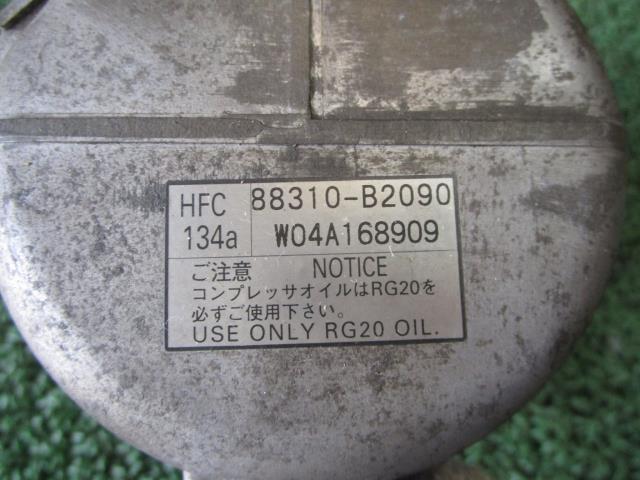 HFC 88310-B2090
134a W04A168909
ご注意 NOTICE
コンプレッサオイルはRG20を
必ずご使用下さい。
USE ONLY RG20 OIL.